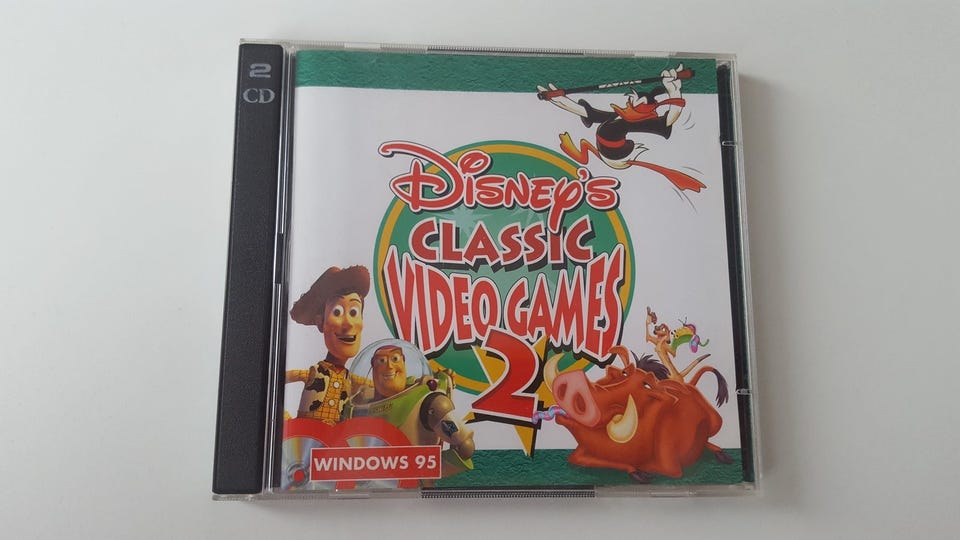 2
CD
DISNEY'S
CLASSIC
VIDEO GAMES
2
WINDOWS 95